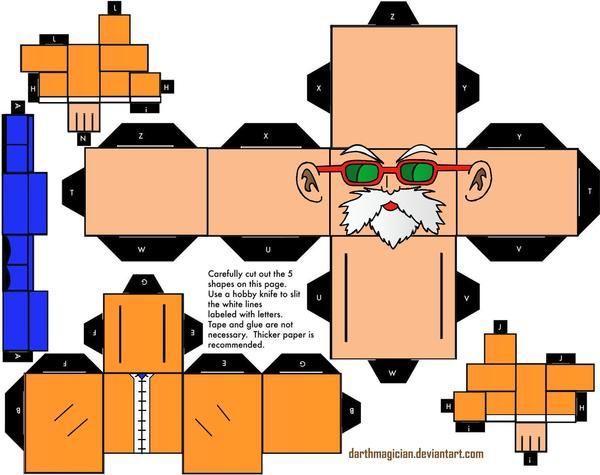 L
L
H
H
i
N
A
Z
X
Y
Z
X
Y
T
T
W
U
V
U
V
W
Carefully cut out the 5
shapes on this page.
Use a hobby knife to slit
the white lines
labeled with letters.
Tape and glue are not
necessary. Thicker paper is
recommended.
G
F
E
A
F
E
G
B
B
J
J
H
H
i
i
darthmagician.deviantart.com